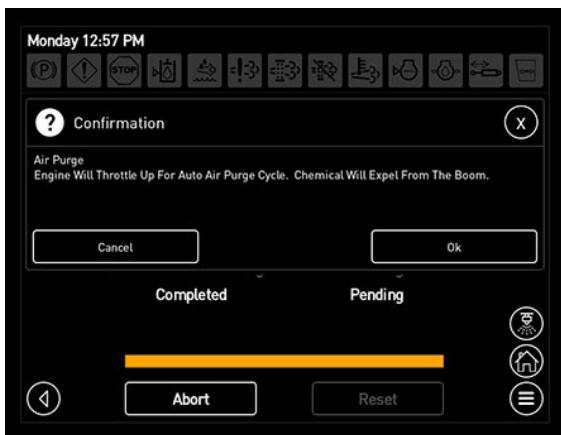 Monday 12:57 PM
(P) STOP
? Confirmation X
Air Purge
Engine Will Throttle Up For Auto Air Purge Cycle. Chemical Will Expel From The Boom.
Cancel Ok
Completed Pending
Abort Reset